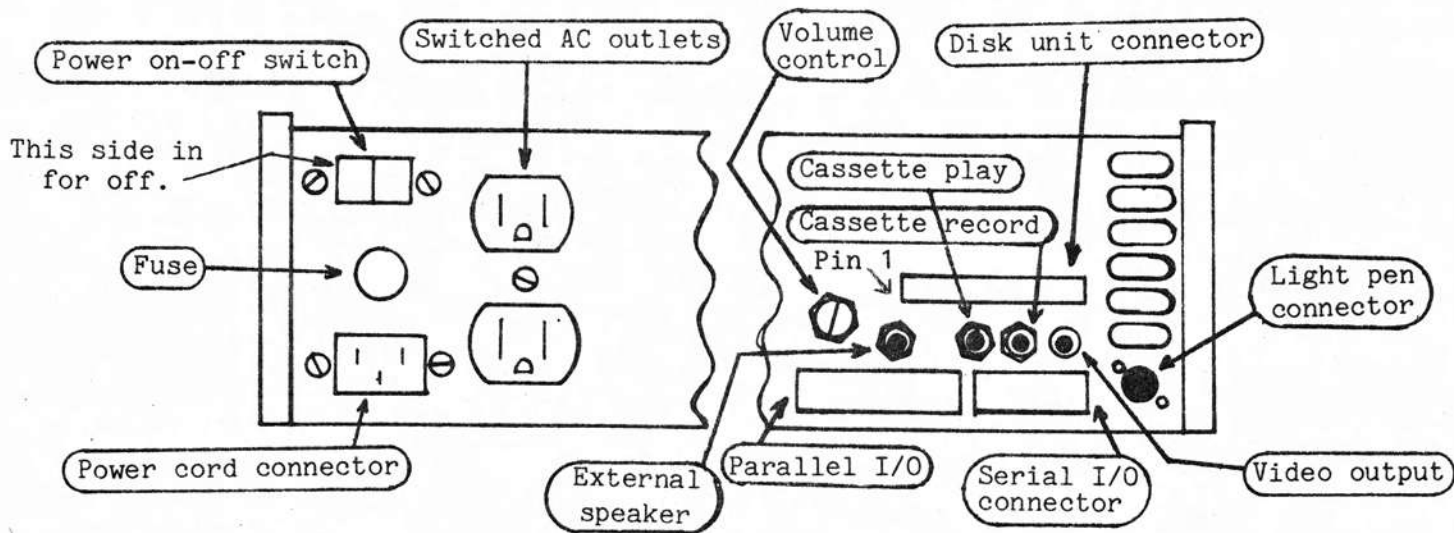 Power on-off switch
Switched AC outlets
Volume
control
Disk unit connector
This side in
for off.
Cassette play
Cassette record
Pin 1
Fuse
Light pen
connector
Power cord connector
External
speaker
Parallel I/O
Serial I/O
connector
Video output